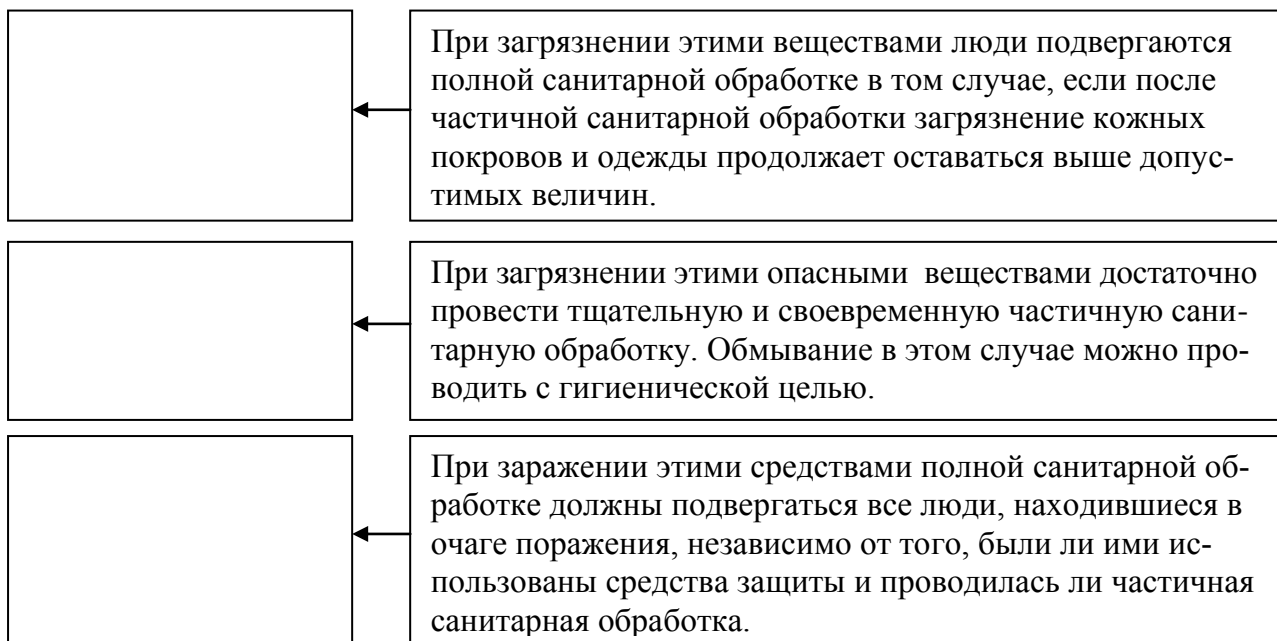 При загрязнении этими веществами люди подвергаются
полной санитарной обработке в том случае, если после
частичной санитарной обработки загрязнение кожных
покровов и одежды продолжает оставаться выше допус-
тимых величин.
При загрязнении этими опасными веществами достаточно
провести тщательную и своевременную частичную сани-
тарную обработку. Обмывание в этом случае можно про-
водить с гигиенической целью.
При заражении этими средствами полной санитарной об-
работке должны подвергаться все люди, находившиеся в
очаге поражения, независимо от того, были ли ими ис-
пользованы средства защиты и проводилась ли частичная
санитарная обработка.